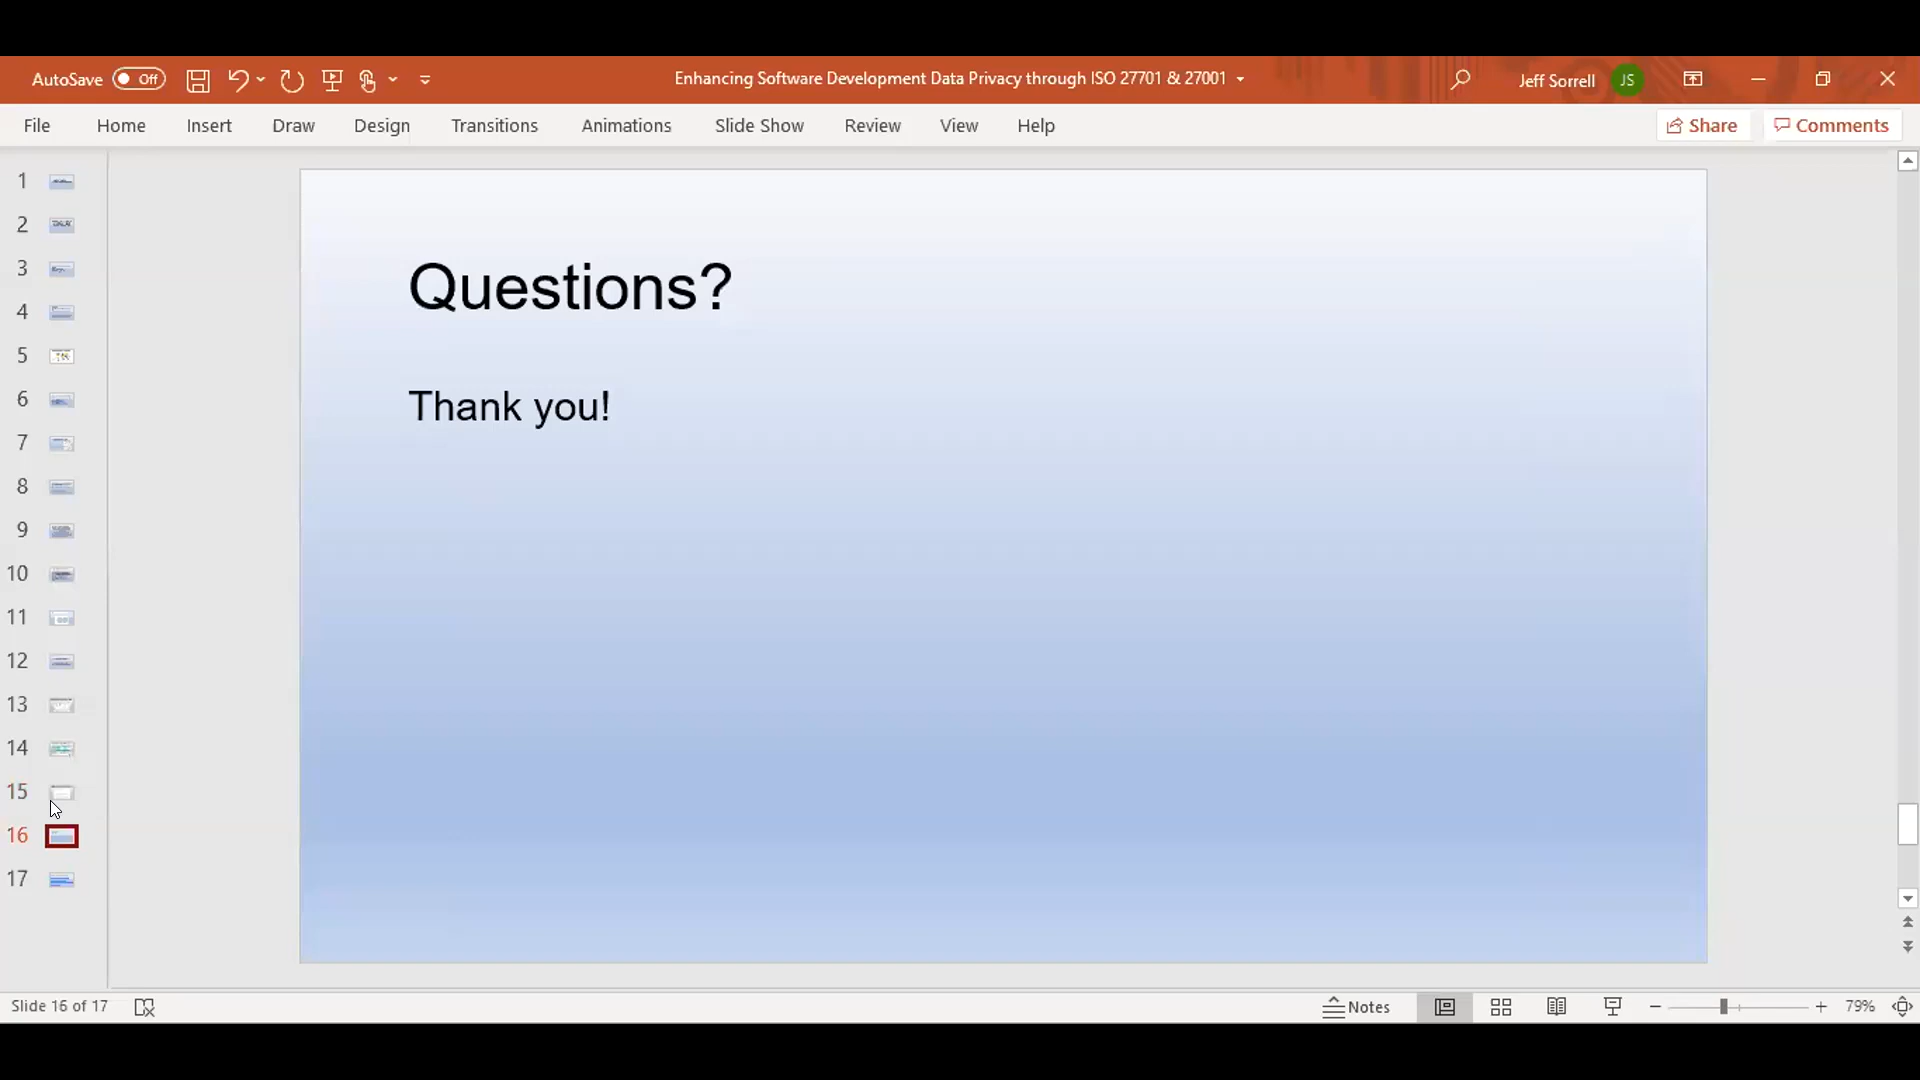 AutoSave Off
Enhancing Software Development Data Privacy through ISO 27701 & 27001
Jeff Sorrell JS
File Home Insert Draw Design Transitions Animations Slide Show Review View Help Share Comments
1
2
3
4
5
6
7
8
9
10
11
12
13
14
15
16
17
Questions?
Thank you!
Slide 16 of 17 Notes 79%